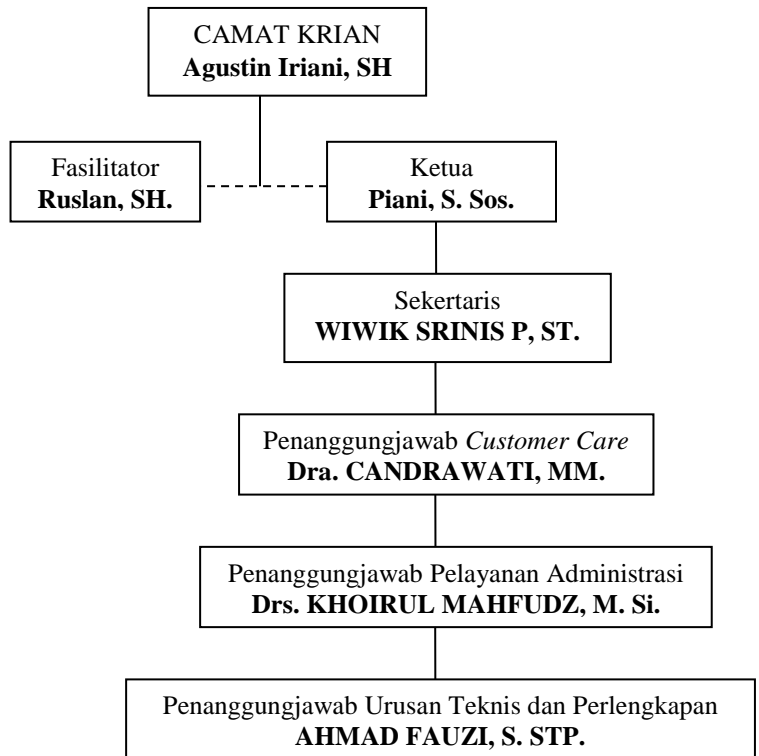 CAMAT KRIAN
Agustin Iriani, SH
Fasilitator
Ruslan, SH.
Ketua
Piani, S. Sos.
Sekertaris
WIWIK SRINIS P, ST.
Penanggungjawab Customer Care
Dra. CANDRAWATI, MM.
Penanggungjawab Pelayanan Administrasi
Drs. KHOIRUL MAHFUDZ, M. Si.
Penanggungjawab Urusan Teknis dan Perlengkapan
AHMAD FAUZI, S. STP.